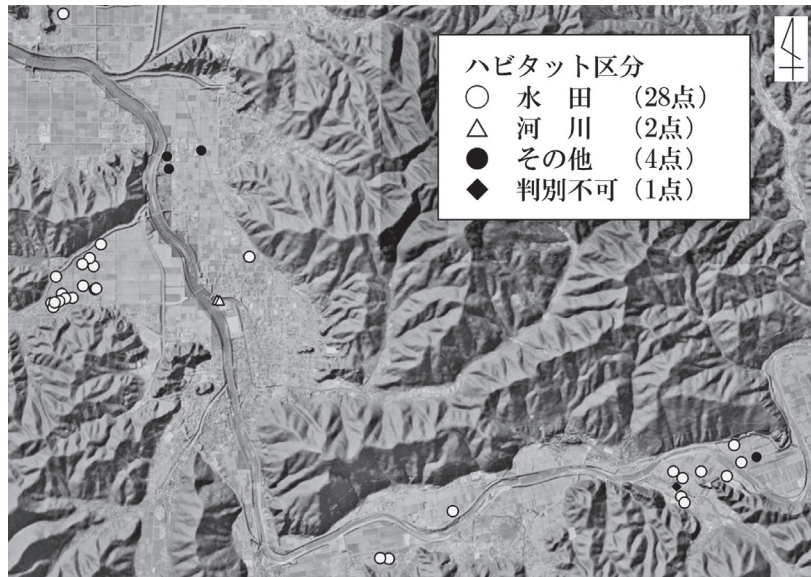 ハビタット区分
○ 水 田 (28点)
△ 河 川 (2点)
● その他 (4点)
◆ 判別不可 (1点)